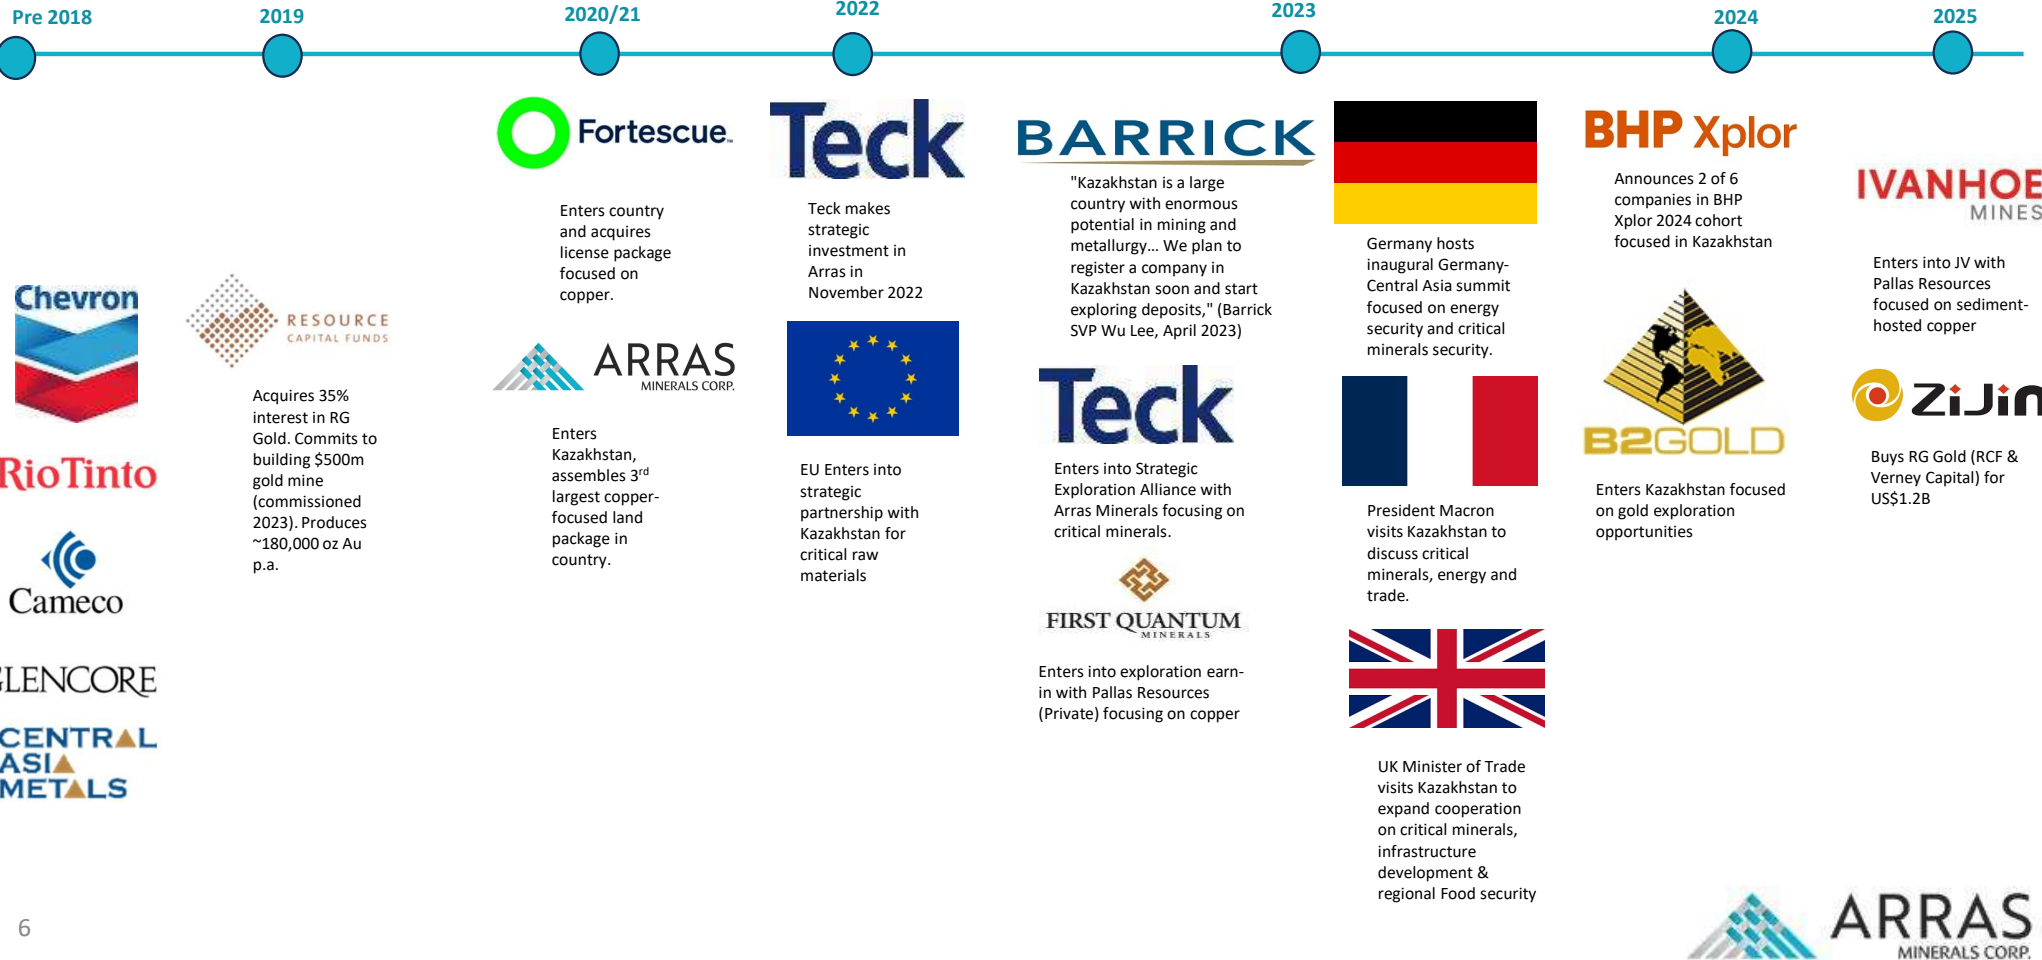 Pre 2018
2019
2020/21
2022
2023
2024
2025
Chevron
RioTinto
Cameco
GLENCORE
CENTRAL
ASIA
METALS
RESOURCE
CAPITAL FUNDS
Acquires 35%
interest in RG
Gold. Commits to
building $500m
gold mine
(commissioned
2023). Produces
~180,000 oz Au
p.a.
Fortescue™
Enters country
and acquires
license package
focused on
copper.
ARRAS
MINERALS CORP.
Enters
Kazakhstan,
assembles 3rd
largest copper-
focused land
package in
country.
Teck
Teck makes
strategic
investment in
Arras in
November 2022
EU Enters into
strategic
partnership with
Kazakhstan for
critical raw
materials
BARRICK
"Kazakhstan is a large
country with enormous
potential in mining and
metallurgy… We plan to
register a company in
Kazakhstan soon and start
exploring deposits," (Barrick
SVP Wu Lee, April 2023)
Teck
Enters into Strategic
Exploration Alliance with
Arras Minerals focusing on
critical minerals.
FIRST QUANTUM
MINERALS
Enters into exploration earn-
in with Pallas Resources
(Private) focusing on copper
Germany hosts
inaugural Germany-
Central Asia summit
focused on energy
security and critical
minerals security.
President Macron
visits Kazakhstan to
discuss critical
minerals, energy and
trade.
UK Minister of Trade
visits Kazakhstan to
expand cooperation
on critical minerals,
infrastructure
development &
regional Food security
BHP Xplor
Announces 2 of 6
companies in BHP
Xplor 2024 cohort
focused in Kazakhstan
B2GOLD
Enters Kazakhstan focused
on gold exploration
opportunities
IVANHOE
MINES
Enters into JV with
Pallas Resources
focused on sediment-
hosted copper
ZiJin
Buys RG Gold (RCF &
Verney Capital) for
US$1.2B
6
ARRAS
MINERALS CORP.